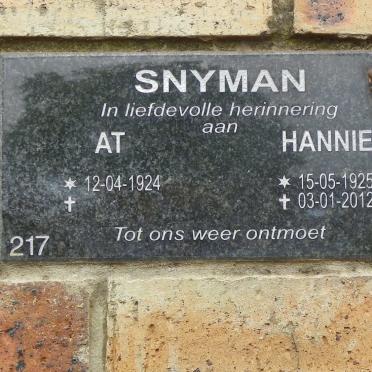 SNYMAN
In liefdevolle herinnering
aan
AT HANNIE
* 12-04-1924 * 15-05-1925
✝ ✝ 03-01-2012
217 Tot ons weer ontmoet